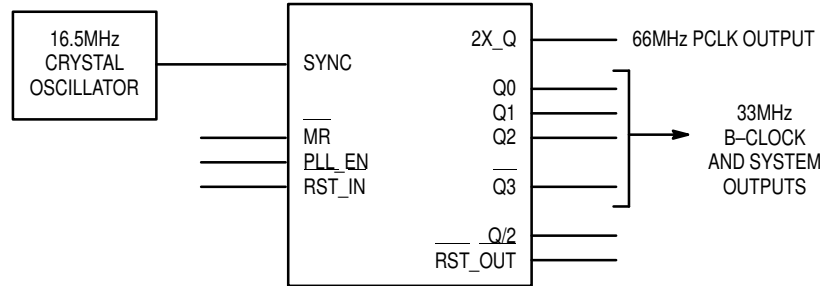 16.5MHz
CRYSTAL
OSCILLATOR
SYNC
MR
PLL_EN
RST_IN
2X_Q
Q0
Q1
Q2
Q3
Q/2
RST_OUT
66MHz PCLK OUTPUT
33MHz
B–CLOCK
AND SYSTEM
OUTPUTS